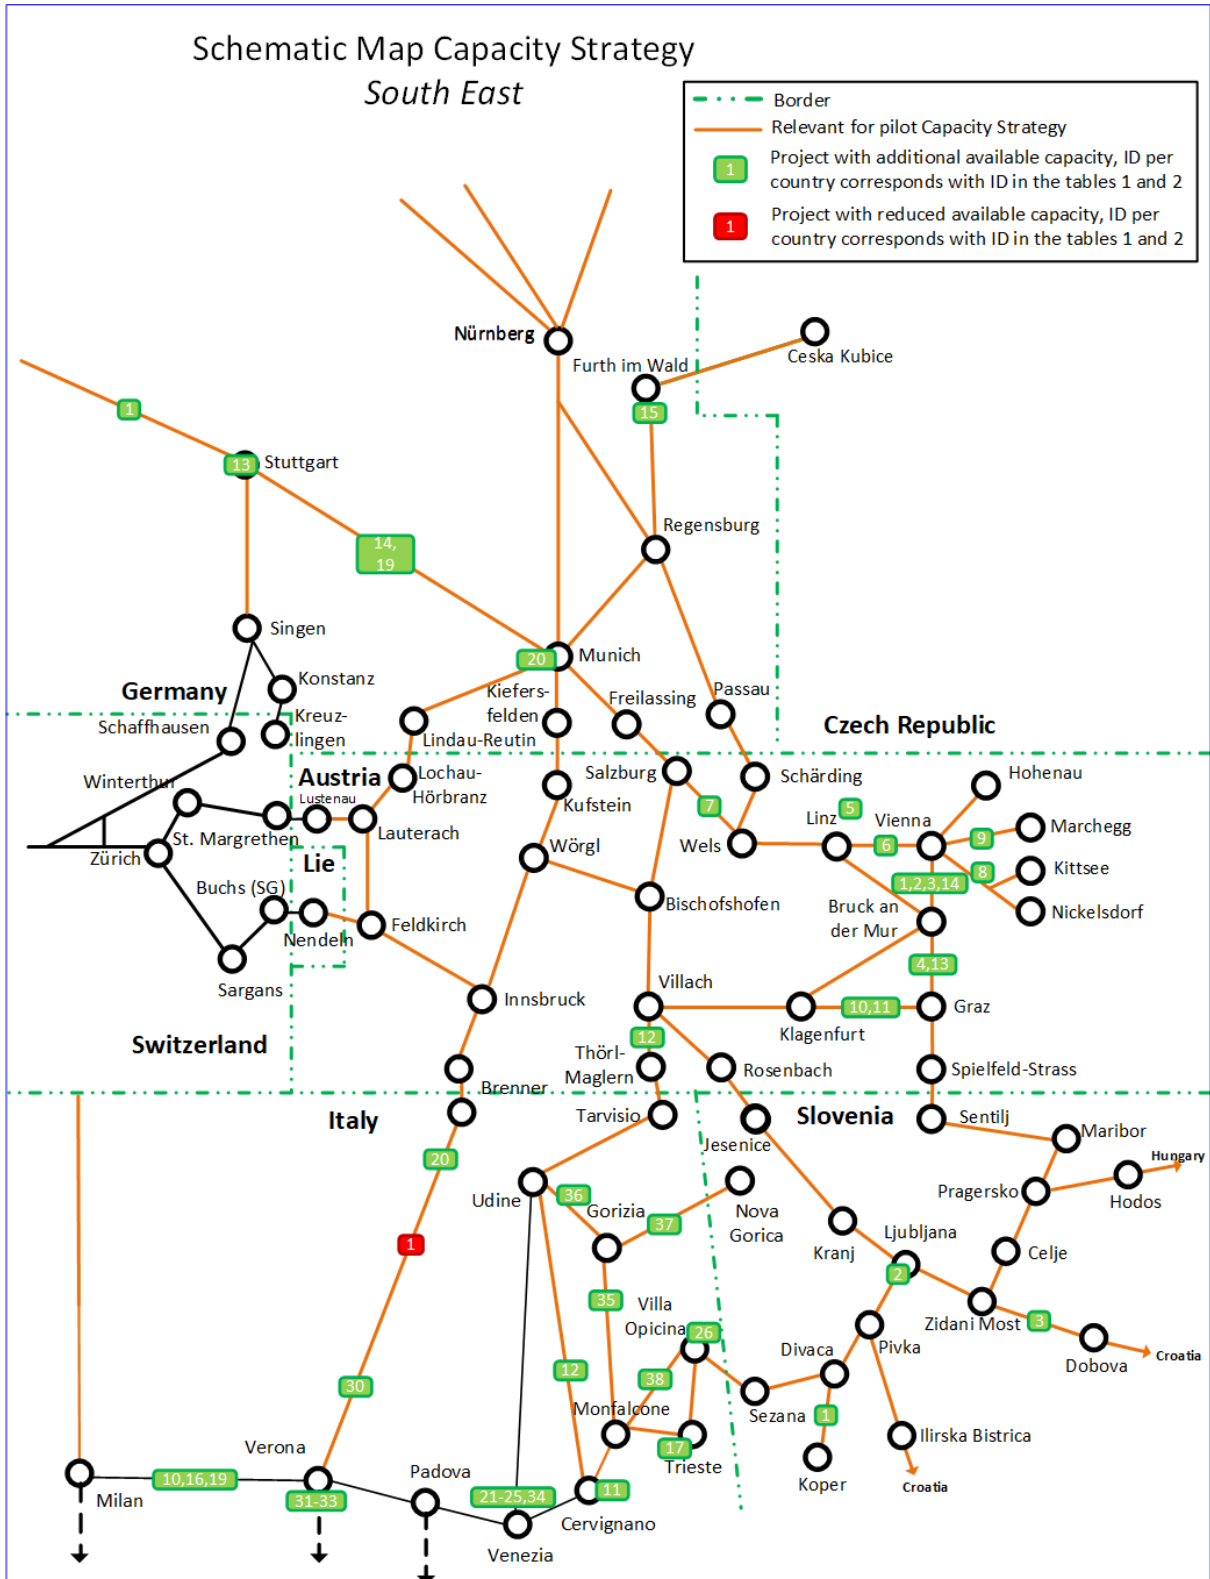 Schematic Map Capacity Strategy
South East
Border
Relevant for pilot Capacity Strategy
1
Project with additional available capacity, ID per
country corresponds with ID in the tables 1 and 2
1
Project with reduced available capacity, ID per
country corresponds with ID in the tables 1 and 2
Nürnberg
Ceska Kubice
Furth im Wald
1
15
13
Stuttgart
Regensburg
14,
19
Singen
20
Munich
Konstanz
Germany
Kiefers-
felden
Freilassing
Passau
Kreuz-
lingen
Schaffhausen
Lindau-Reutin
Czech Republic
Winterthur
Austria
Lochau-
Hörbranz
Salzburg
Schärding
Hohenau
Lustenau
Kufstein
7
5
Linz
Vienna
Marchegg
9
St. Margrethen
Lauterach
Wörgl
Wels
6
Zürich
Lie
8
Kittsee
1,2,3,14
Buchs (SG)
Bischofshofen
Bruck an
der Mur
Nickelsdorf
Nendeln
Feldkirch
4,13
Sargans
Villach
Innsbruck
10,11
Graz
Klagenfurt
Switzerland
12
Thörl-
Maglern
Rosenbach
Spielfeld-Strass
Brenner
Italy
Tarvisio
Slovenia
Sentilj
Jesenice
Maribor
Hungary
20
Udine
36
Pragersko
Hodos
Gorizia
Nova
Gorica
37
Kranj
Ljubljana
1
Celje
2
35
Villa
Opicina
26
Zidani Most
3
Pivka
Divaca
Dobova
Croatia
12
38
30
Monfalcone
Sezana
1
Ilirska Bistrica
17
Trieste
Verona
Padova
Koper
Croatia
10,16,19
Milan
31-33
21-25,34
11
Cervignano
Venezia